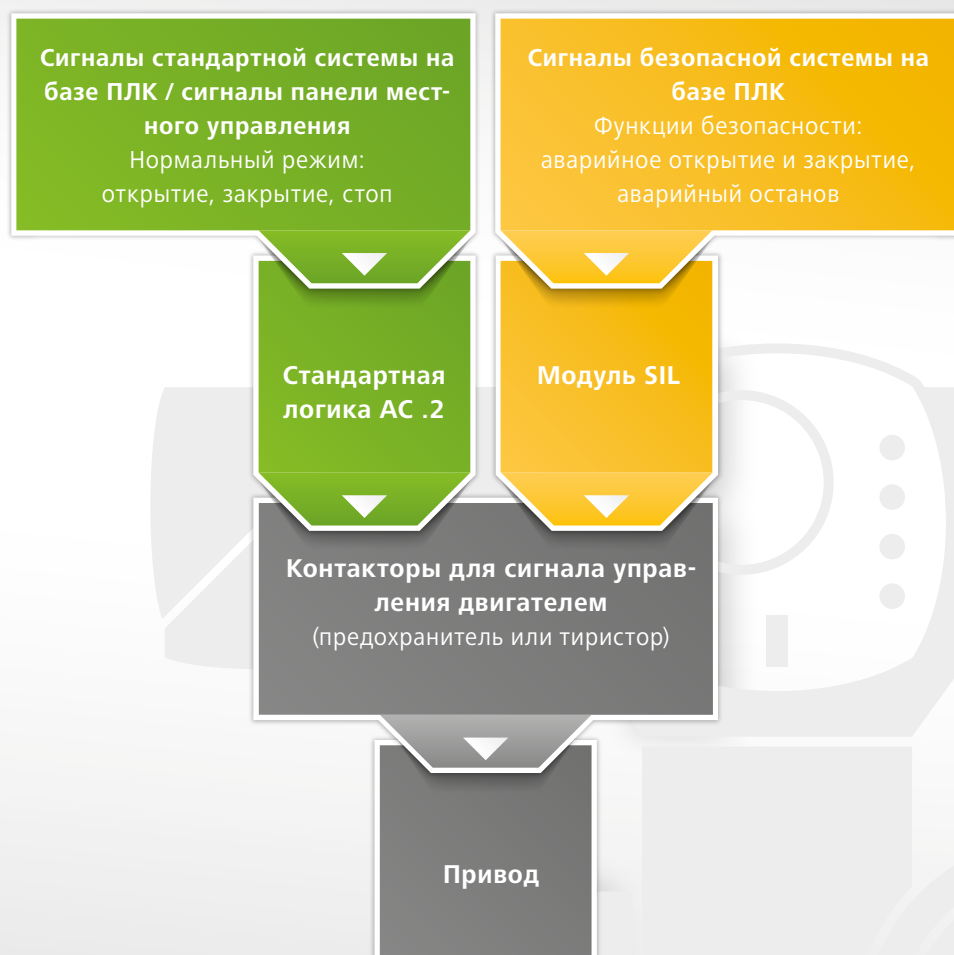 Сигналы стандартной системы на
базе ПЛК / сигналы панели мест-
ного управления
Нормальный режим:
открытие, закрытие, стоп
Сигналы безопасной системы на
базе ПЛК
Функции безопасности:
аварийное открытие и закрытие,
аварийный останов
Стандартная
логика AC .2
Модуль SIL
Контакторы для сигнала управ-
ления двигателем
(предохранитель или тиристор)
Привод